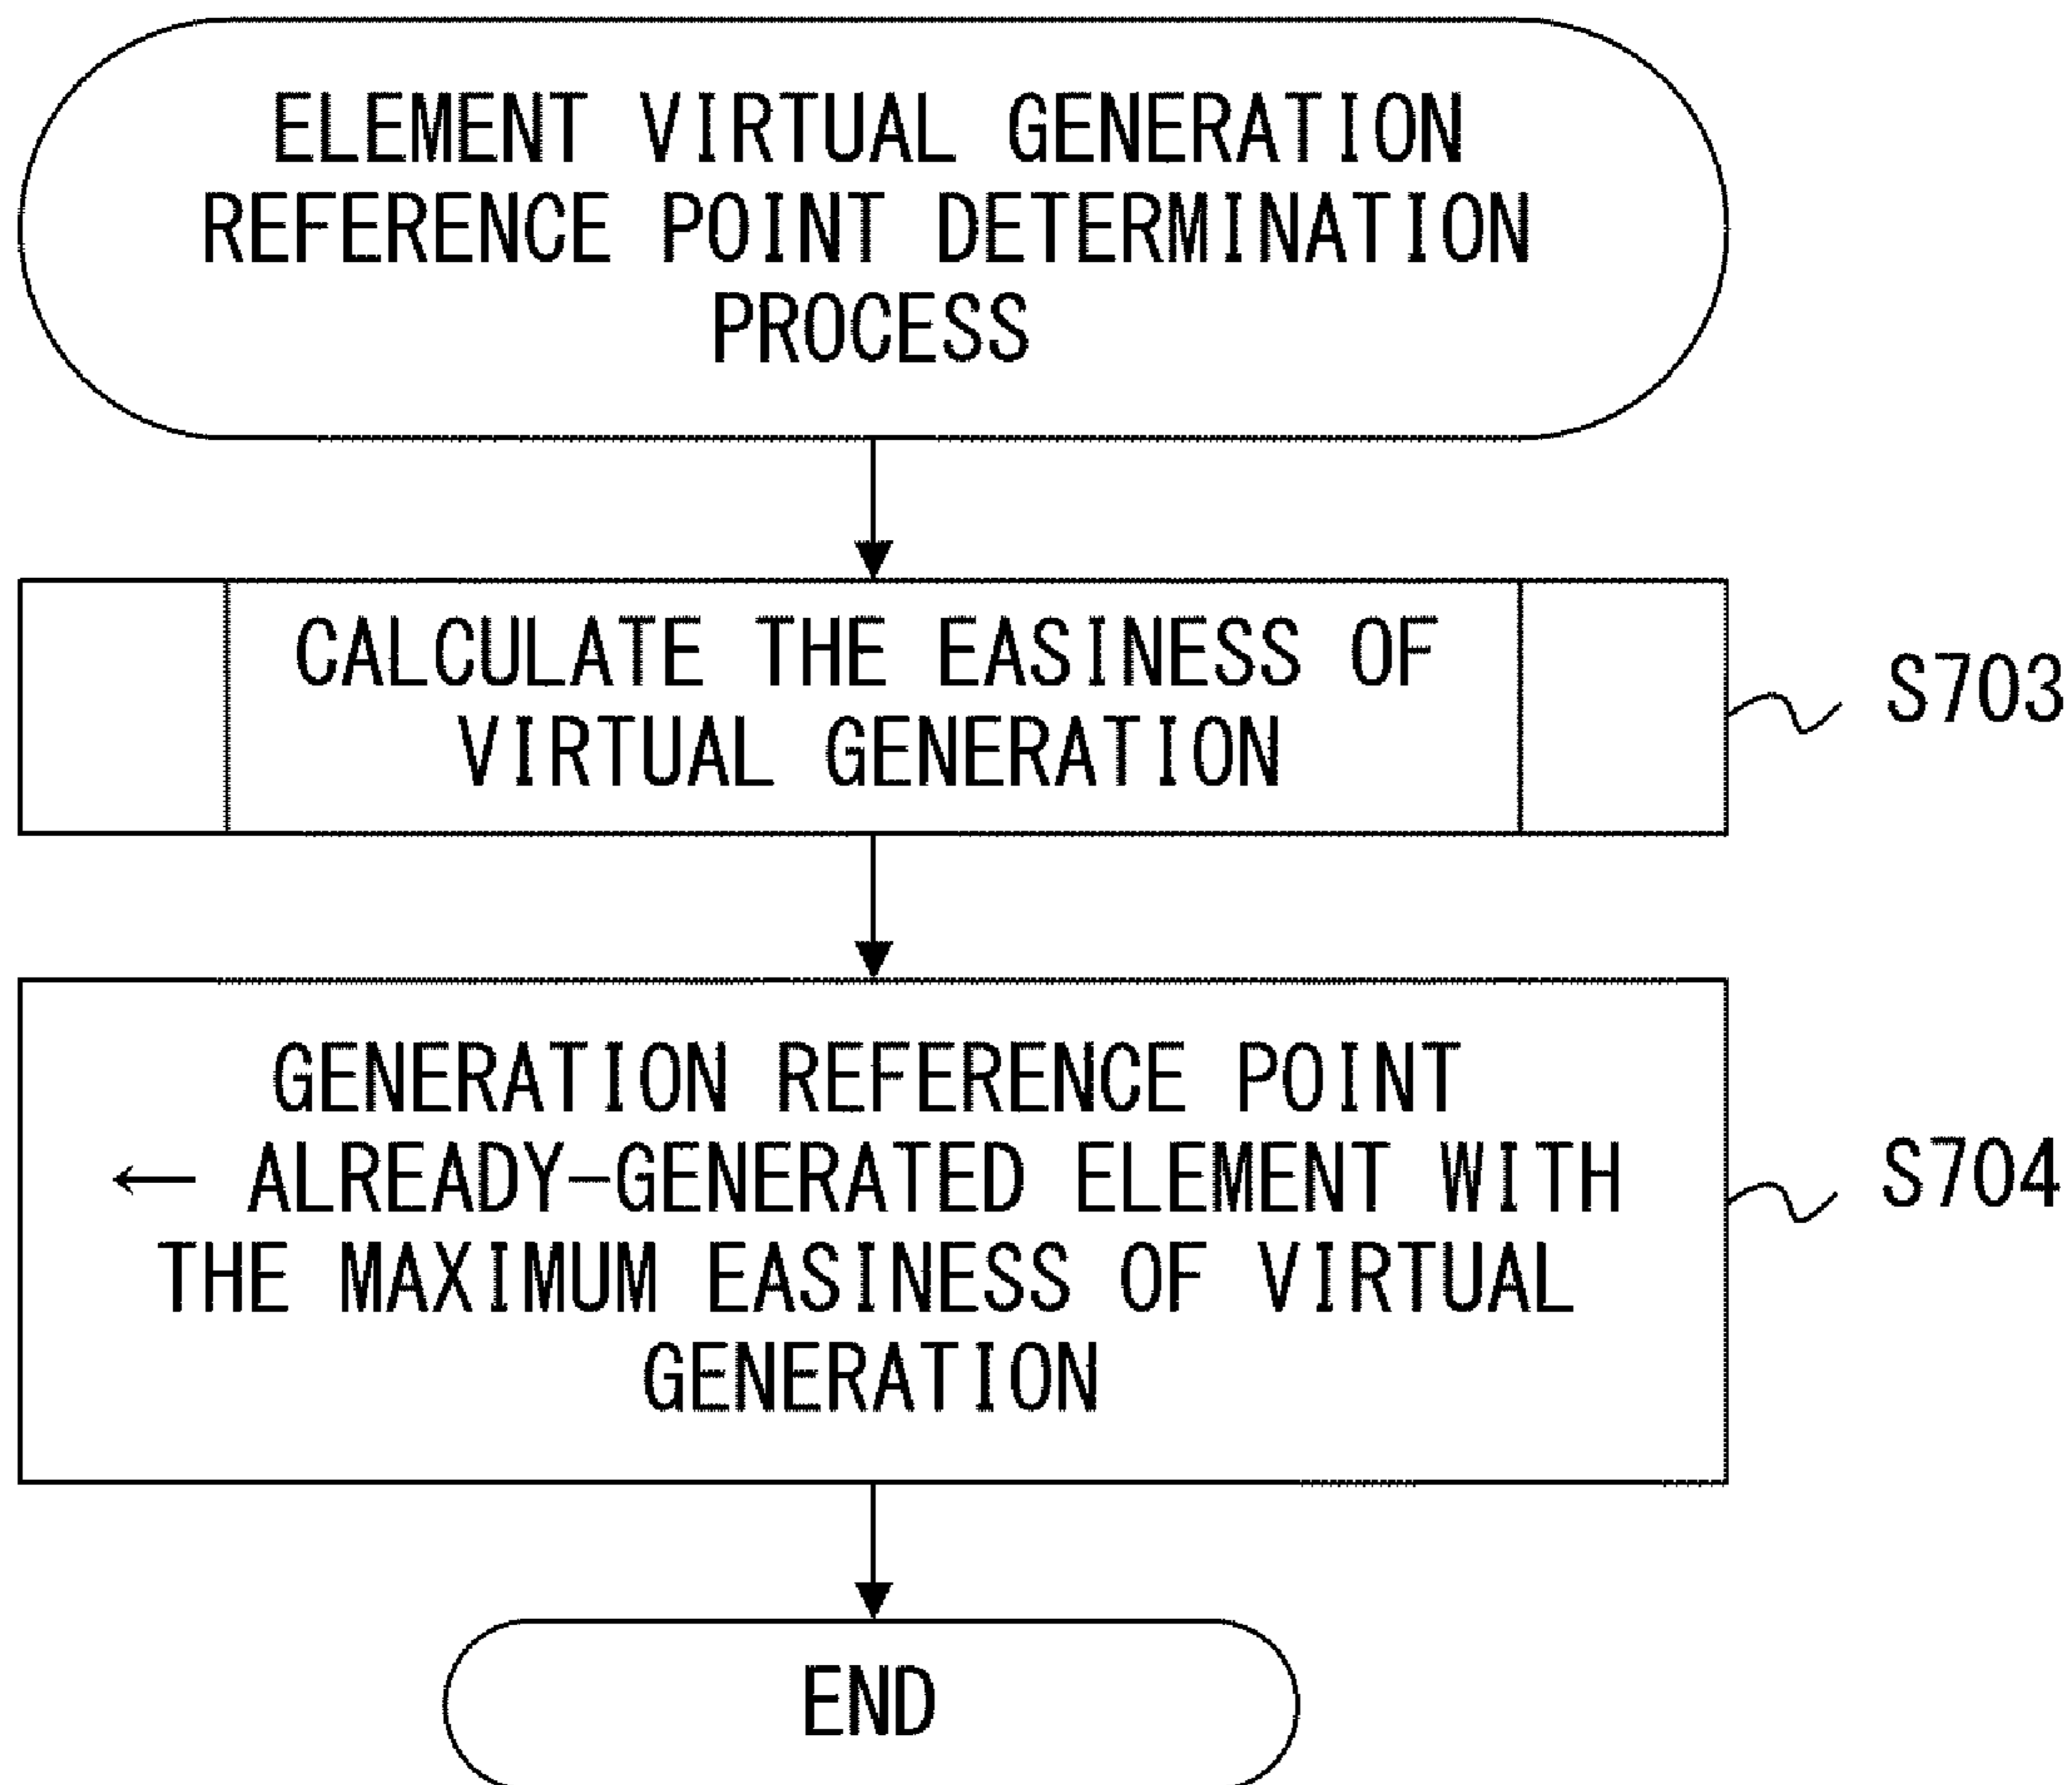 ELEMENT VIRTUAL GENERATION
REFERENCE POINT DETERMINATION
PROCESS
CALCULATE THE EASINESS OF
VIRTUAL GENERATION
S703
GENERATION REFERENCE POINT
← ALREADY-GENERATED ELEMENT WITH
THE MAXIMUM EASINESS OF VIRTUAL
GENERATION
S704
END